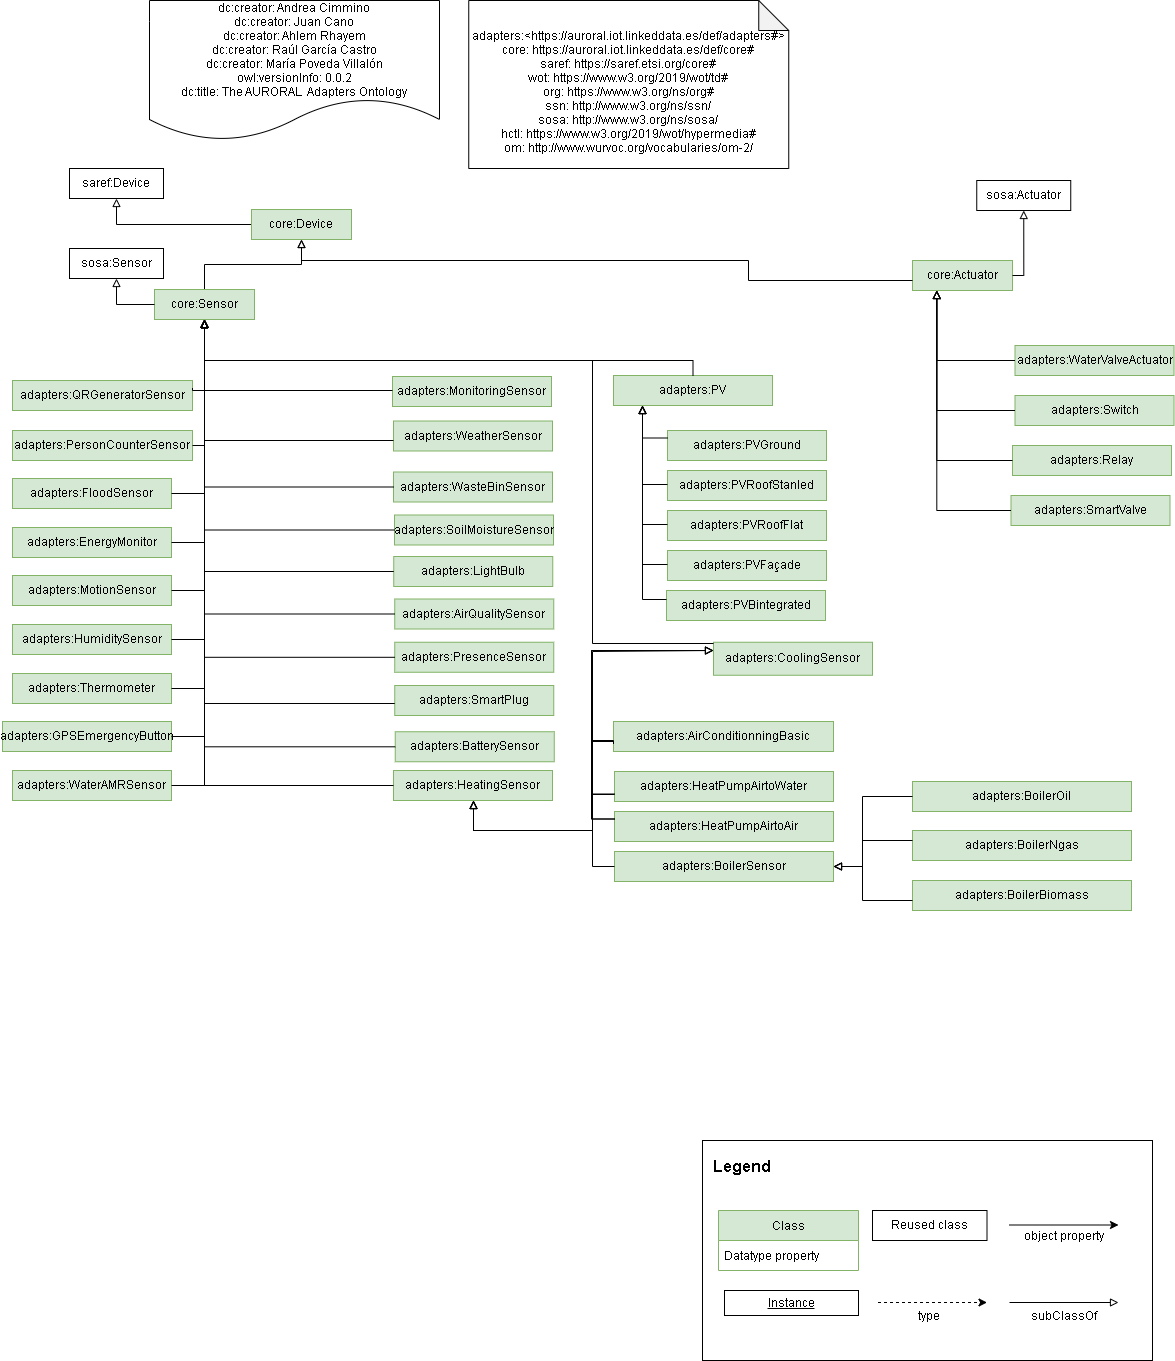 dc:creator: Andrea Cimmino
dc:creator: Juan Cano
dc:creator: Ahlem Rhayem
dc:creator: Raúl García Castro
dc:creator: María Poveda Villalón
owl:versionInfo: 0.0.2
dc:title: The AURORAL Adapters Ontology
adapters:<https://auroral.iot.linkeddata.es/def/adapters#>
core: https://auroral.iot.linkeddata.es/def/core#
saref: https://saref.etsi.org/core#
wot: https://www.w3.org/2019/wot/td#
org: https://www.w3.org/ns/org#
ssn: http://www.w3.org/ns/ssn/
sosa: http://www.w3.org/ns/sosa/
hctl: https://www.w3.org/2019/wot/hypermedia#
om: http://www.wurvoc.org/vocabularies/om-2/
saref:Device
sosa:Actuator
core:Device
sosa:Sensor
core:Actuator
core:Sensor
adapters:QRGeneratorSensor
adapters:PersonCounterSensor
adapters:FloodSensor
adapters:EnergyMonitor
adapters:MotionSensor
adapters:HumiditySensor
adapters:Thermometer
adapters:GPSEmergencyButton
adapters:WaterAMRSensor
adapters:MonitoringSensor
adapters:WeatherSensor
adapters:WasteBinSensor
adapters:SoilMoistureSensor
adapters:LightBulb
adapters:AirQualitySensor
adapters:PresenceSensor
adapters:SmartPlug
adapters:BatterySensor
adapters:HeatingSensor
adapters:PV
adapters:PVGround
adapters:PVRoofStanled
adapters:PVRoofFlat
adapters:PVFaçade
adapters:PVBintegrated
adapters:CoolingSensor
adapters:AirConditionningBasic
adapters:HeatPumpAirtoWater
adapters:HeatPumpAirtoAir
adapters:BoilerSensor
adapters:WaterValveActuator
adapters:Switch
adapters:Relay
adapters:SmartValve
adapters:BoilerOil
adapters:BoilerNgas
adapters:BoilerBiomass
Legend
Class
Datatype property
Reused class
object property
Instance
type
subClassOf